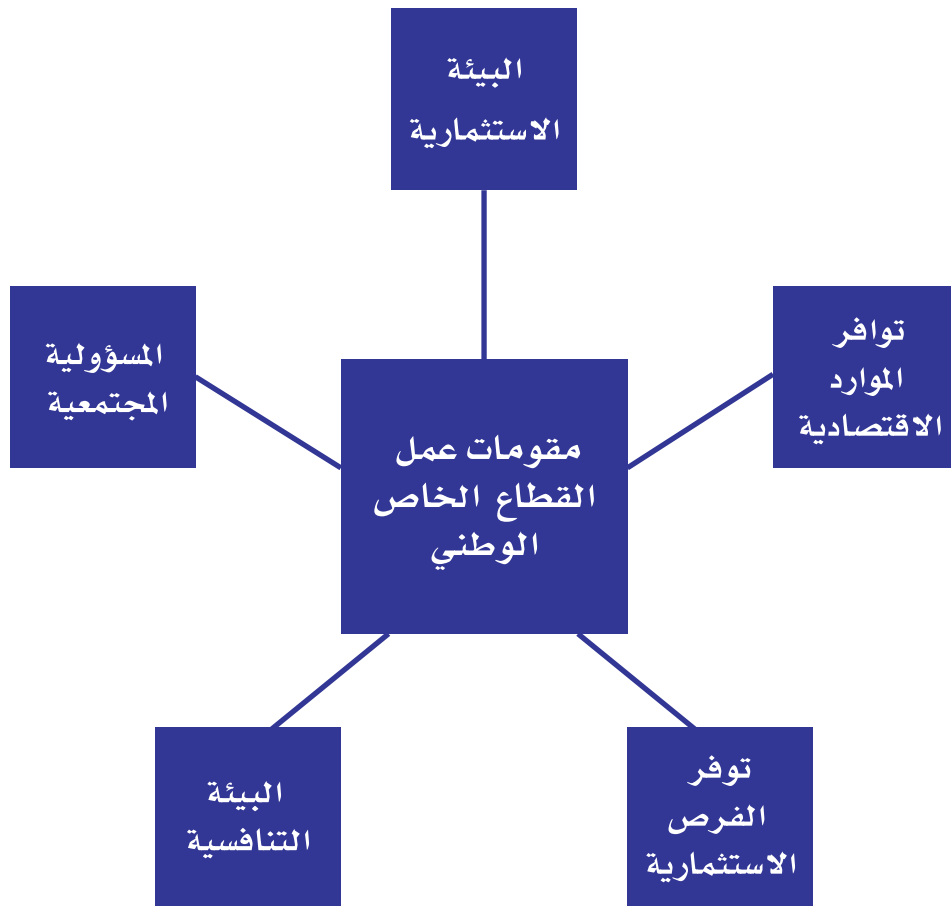 البيئة
الاستثمارية
توافر
الموارد
الاقتصادية
المسؤولية
المجتمعية
مقومات عمل
القطاع الخاص
الوطني
توفر
الفرص
الاستثمارية
البيئة
التنافسية